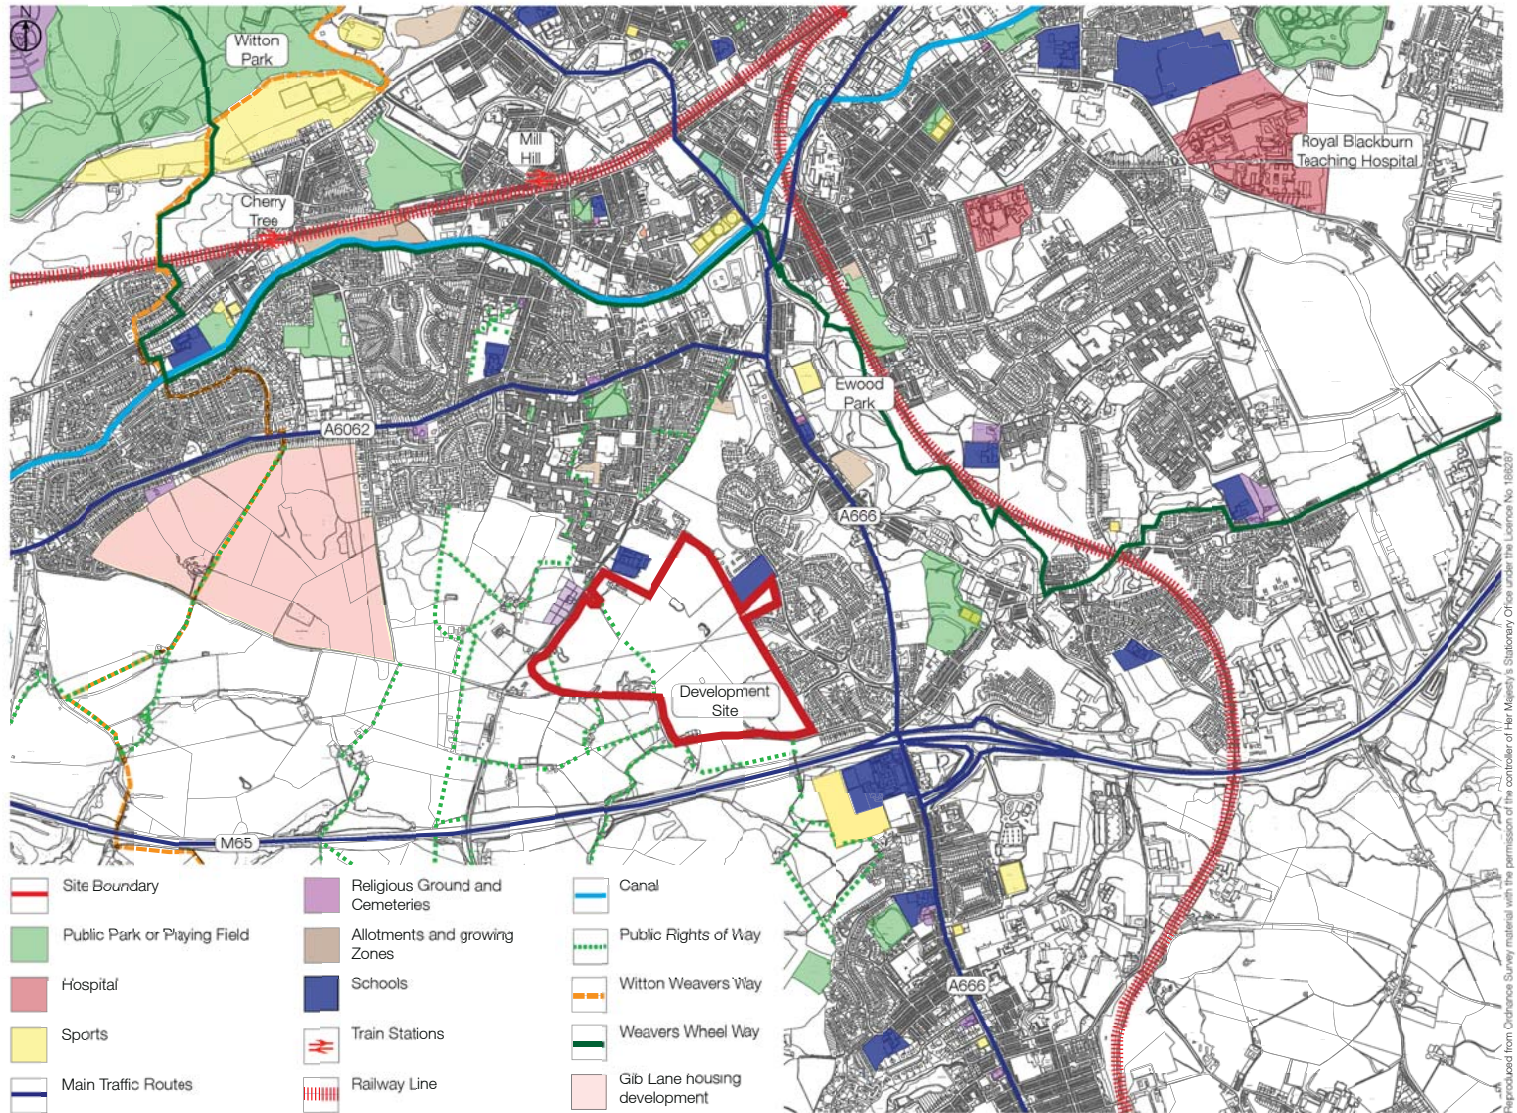 N
Witton
Park
Mill
Hill
Cherry
Tree
Royal Blackburn
Teaching Hospital
Ewood
Park
A6062
A666
Development
Site
M65
A666
Site Boundary
Public Park or Playing Field
Hospital
Sports
Main Traffic Routes
Religious Ground and
Cemeteries
Allotments and growing
Zones
Schools
Train Stations
Railway Line
Canal
Public Rights of Way
Witton Weavers Way
Weavers Wheel Way
Gib Lane housing
development
Reproduced from Ordnance Survey material with the permission of the controller of Her Majesty's Stationary Office under the Licence No 188287